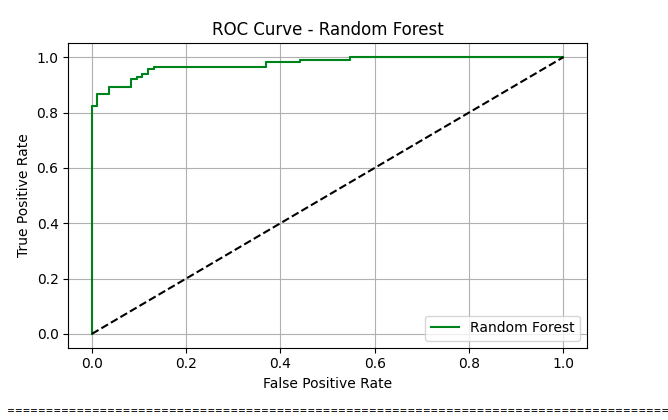 ROC Curve - Random Forest
1.0
0.8
0.6
0.4
0.2
0.0
True Positive Rate
Random Forest
0.0 0.2 0.4 0.6 0.8 1.0
False Positive Rate
================================================================================